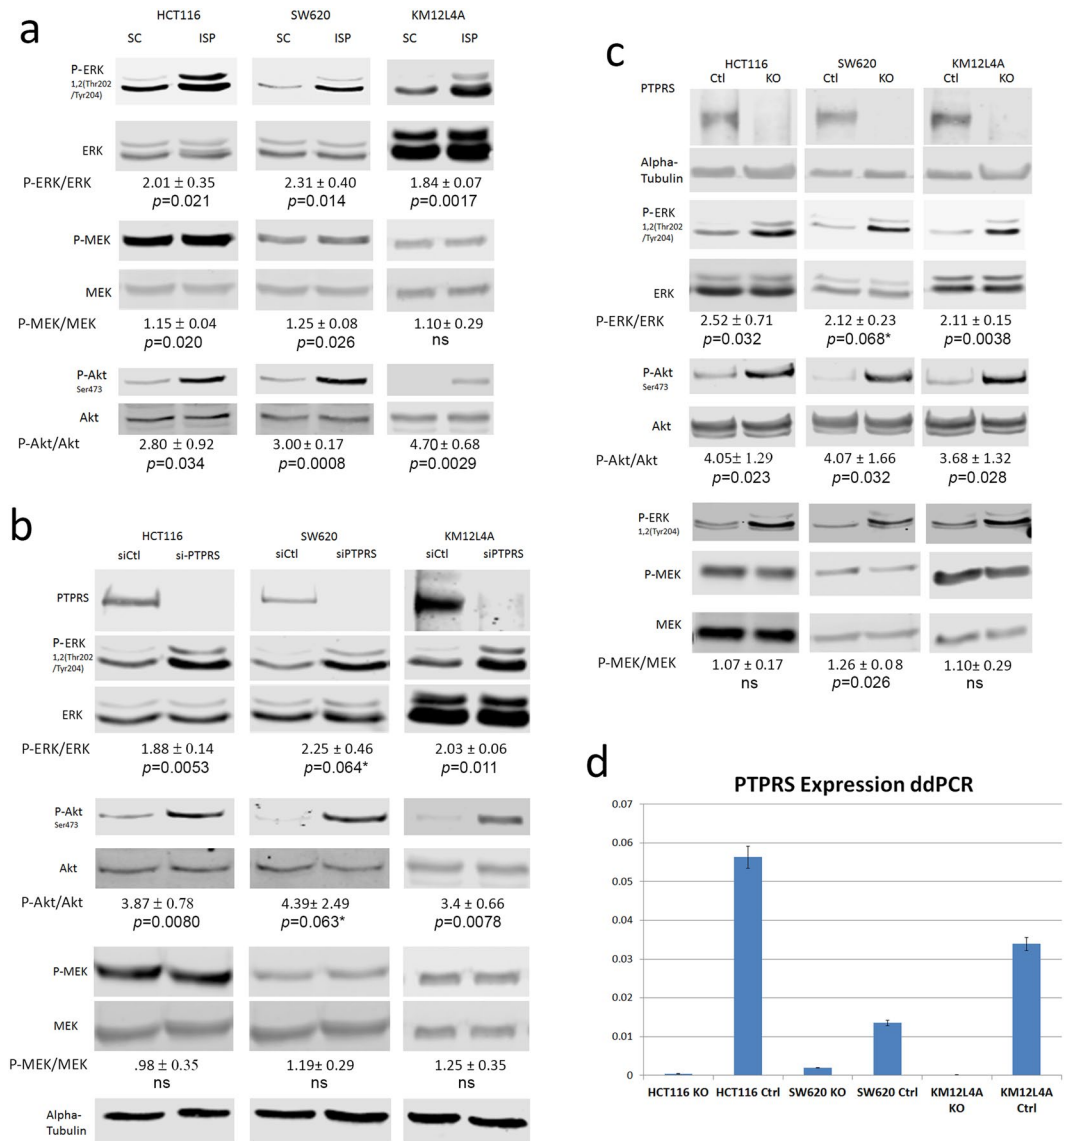 a
HCT116 SW620 KM12L4A
SC ISP SC ISP SC ISP
P-ERK
1,2(Thr202
/Tyr204)
ERK
P-ERK/ERK 2.01 ± 0.35 2.31 ± 0.40 1.84 ± 0.07
p=0.021 p=0.014 p=0.0017
P-MEK
MEK
P-MEK/MEK 1.15 ± 0.04 1.25 ± 0.08 1.10± 0.29
p=0.020 p=0.026 ns
P-Akt
Ser473
Akt
P-Akt/Akt 2.80 ± 0.92 3.00 ± 0.17 4.70 ± 0.68
p=0.034 p=0.0008 p=0.0029
b
HCT116 SW620 KM12L4A
siCtl si-PTPRS siCtl siPTPRS siCtl siPTPRS
PTPRS
P-ERK
1,2(Thr202
/Tyr204)
ERK
P-ERK/ERK 1.88 ± 0.14 2.25 ± 0.46 2.03 ± 0.06
p=0.0053 p=0.064* p=0.011
P-Akt
Ser473
Akt
P-Akt/Akt 3.87 ± 0.78 4.39± 2.49 3.4 ± 0.66
p=0.0080 p=0.063* p=0.0078
P-MEK
MEK
P-MEK/MEK .98 ± 0.35 1.19± 0.29 1.25 ± 0.35
ns ns ns
Alpha-
Tubulin
c
HCT116 SW620 KM12L4A
Ctl KO Ctl KO Ctl KO
PTPRS
Alpha-
Tubulin
P-ERK
1,2(Thr202
/Tyr204)
ERK
P-ERK/ERK 2.52 ± 0.71 2.12 ± 0.23 2.11 ± 0.15
p=0.032 p=0.068* p=0.0038
P-Akt
Ser473
Akt
P-Akt/Akt 4.05± 1.29 4.07 ± 1.66 3.68 ± 1.32
p=0.023 p=0.032 p=0.028
P-ERK
1,2(Tyr204)
P-MEK
MEK
P-MEK/MEK 1.07 ± 0.17 1.26 ± 0.08 1.10± 0.29
ns p=0.026 ns
d
PTPRS Expression ddPCR
0.07
0.06
0.05
0.04
0.03
0.02
0.01
0
HCT116 KO HCT116 Ctrl SW620 KO SW620 Ctrl KM12L4A KM12L4A
KO Ctrl